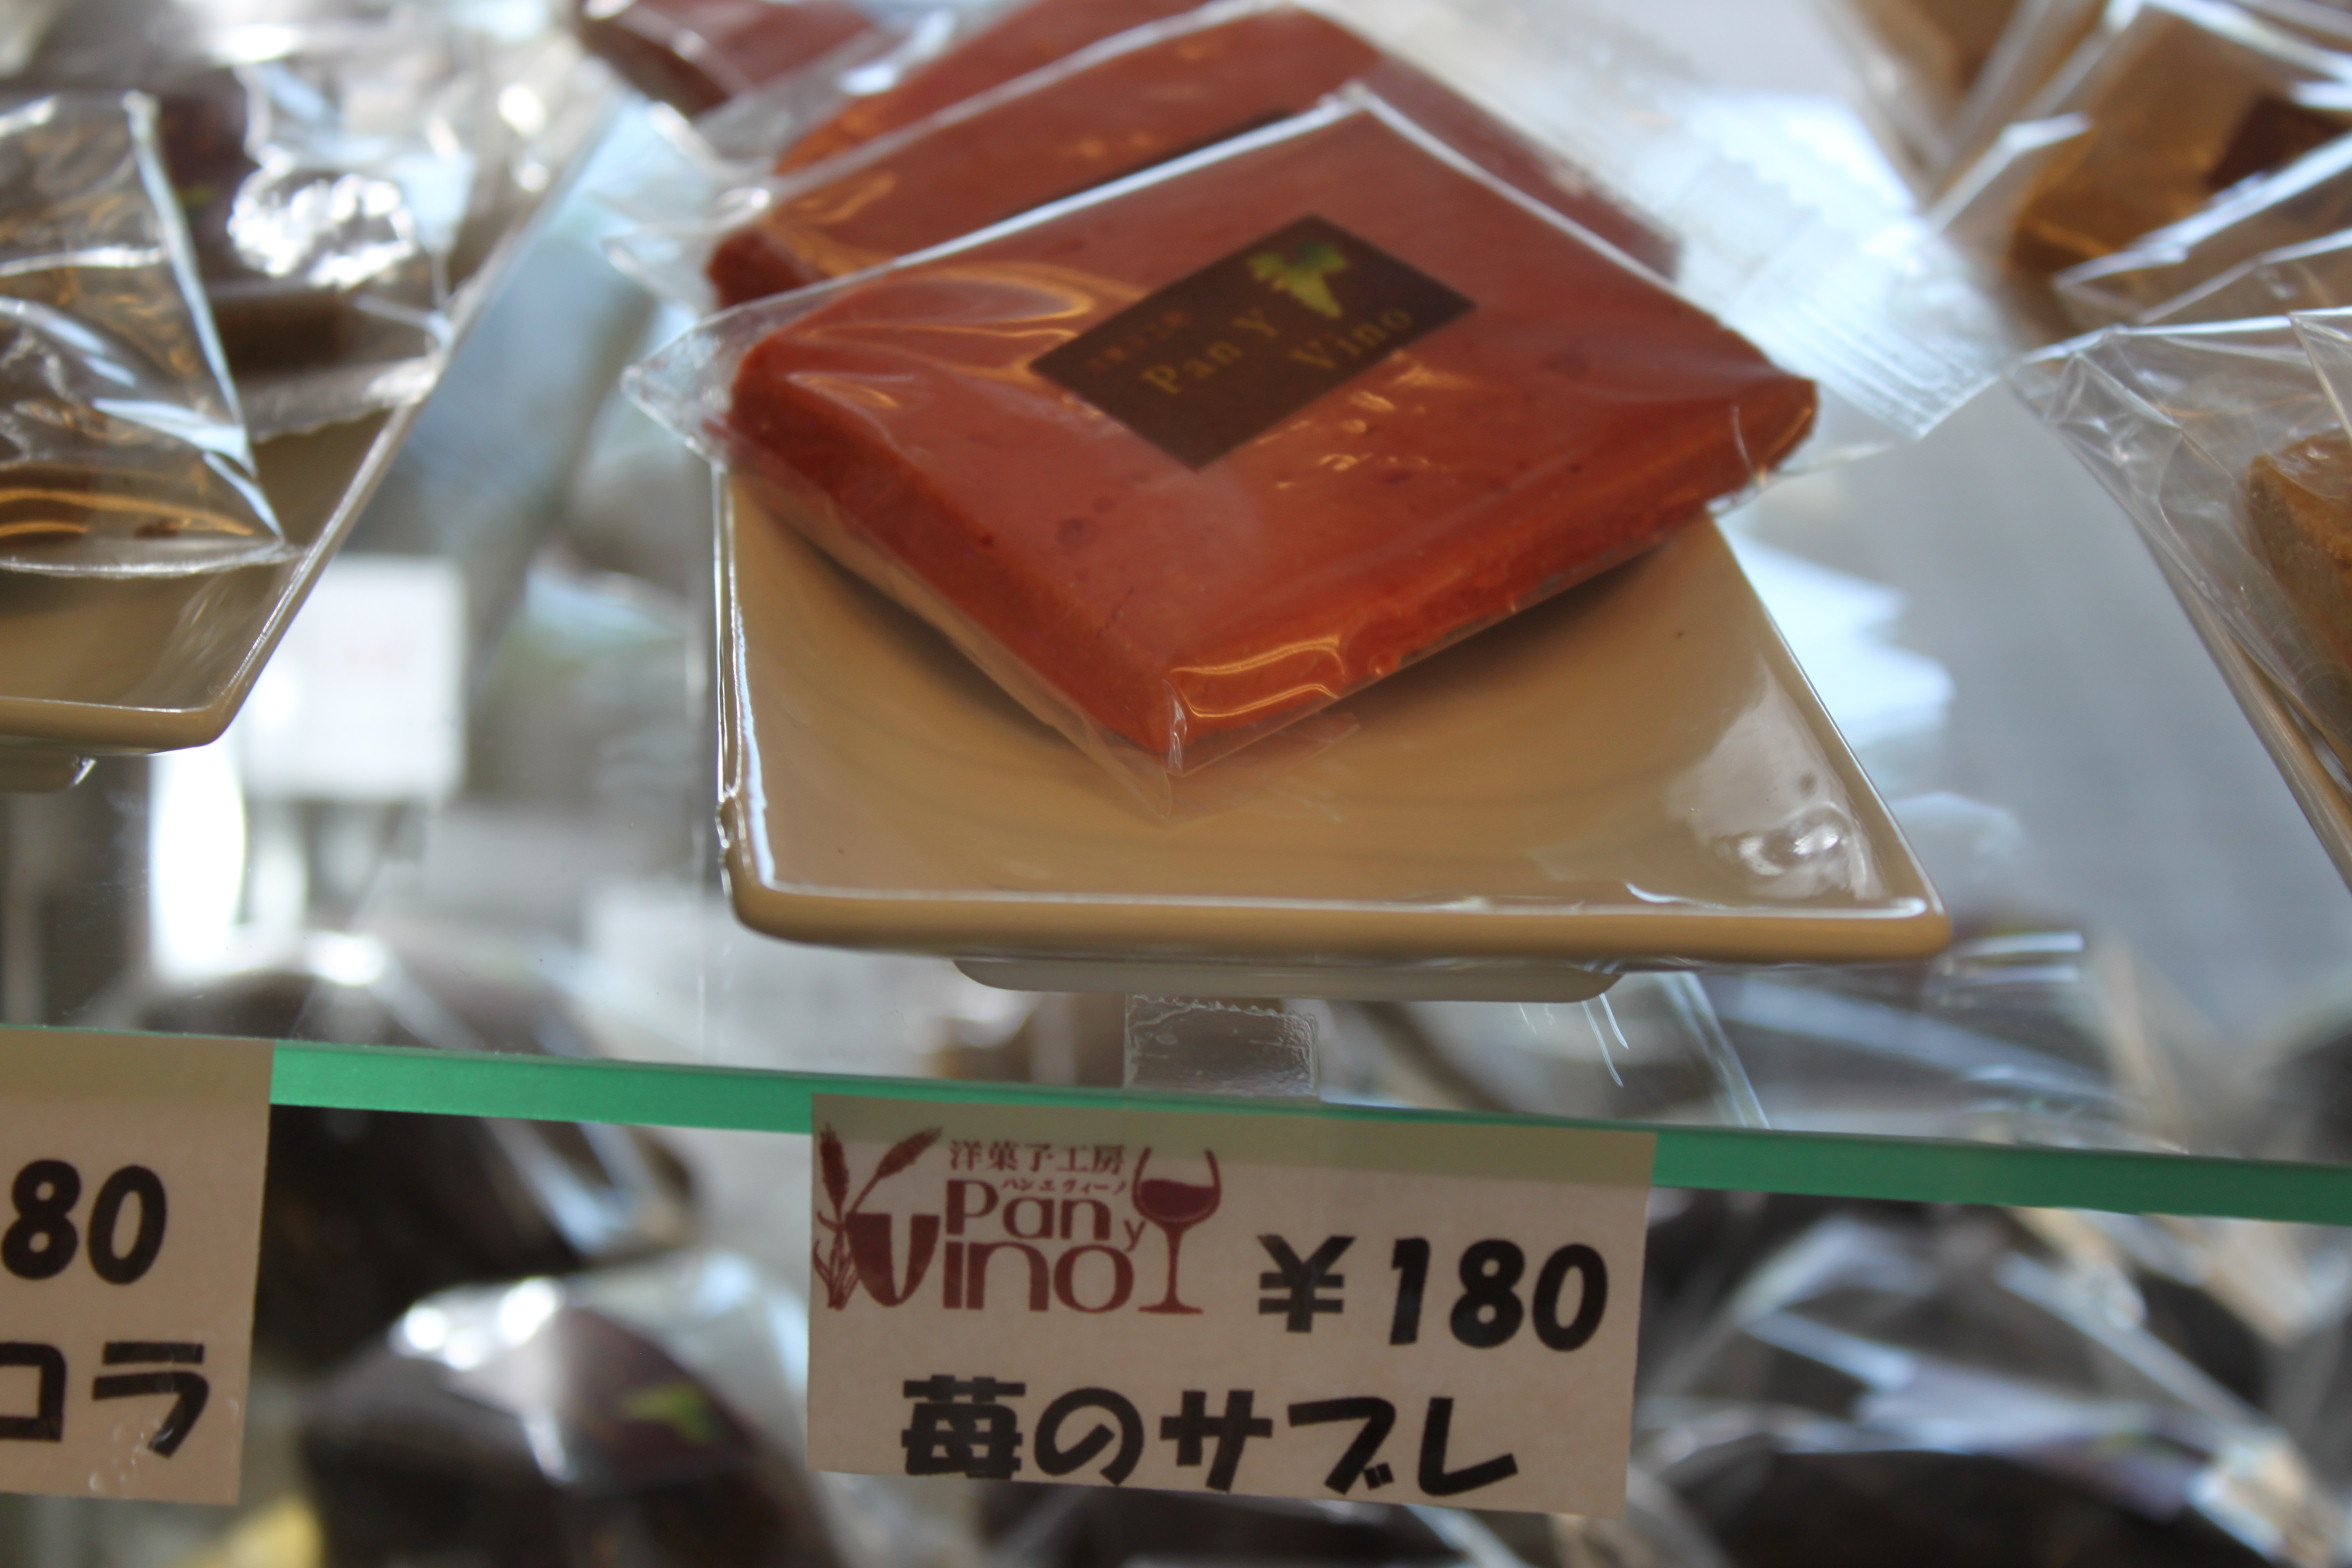 Pan Y
Vino
80
コラ
洋菓子工房
パン エ ヴィーノ
Pan y
Vino
¥180
苺のサブレ